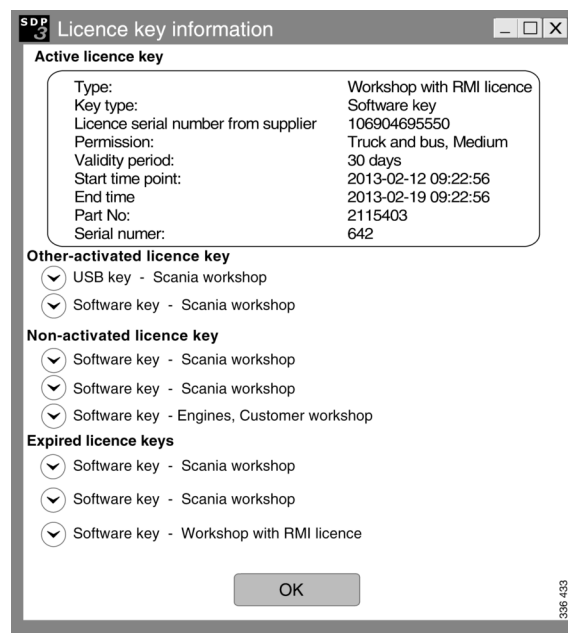 SDP3 Licence key information
Active licence key
Type: Workshop with RMI licence
Key type: Software key
Licence serial number from supplier 106904695550
Permission: Truck and bus, Medium
Validity period: 30 days
Start time point: 2013-02-12 09:22:56
End time 2013-02-19 09:22:56
Part No: 2115403
Serial numer: 642
Other-activated licence key
USB key - Scania workshop
Software key - Scania workshop
Non-activated licence key
Software key - Scania workshop
Software key - Scania workshop
Software key - Engines, Customer workshop
Expired licence keys
Software key - Scania workshop
Software key - Scania workshop
Software key - Workshop with RMI licence
OK
336 433